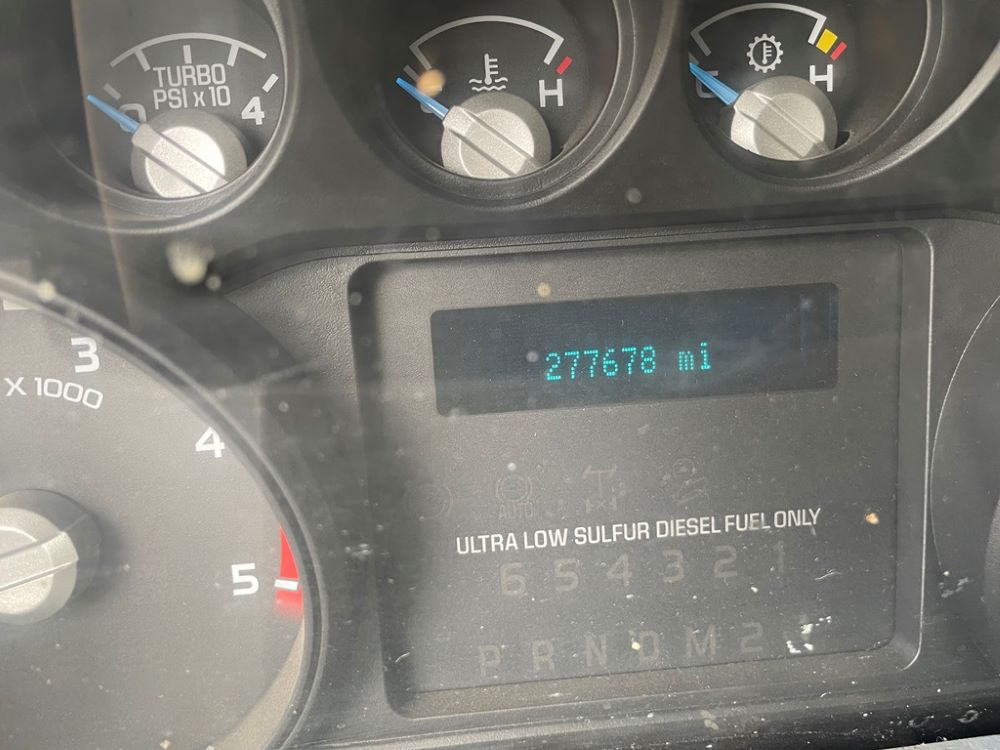 TURBO
PSI x 10
0
4
C
H
C
H
3
X 1000
4
5
277678 mi
AUTO
ULTRA LOW SULFUR DIESEL FUEL ONLY
6 5 4 3 2 1
P R N D M 2